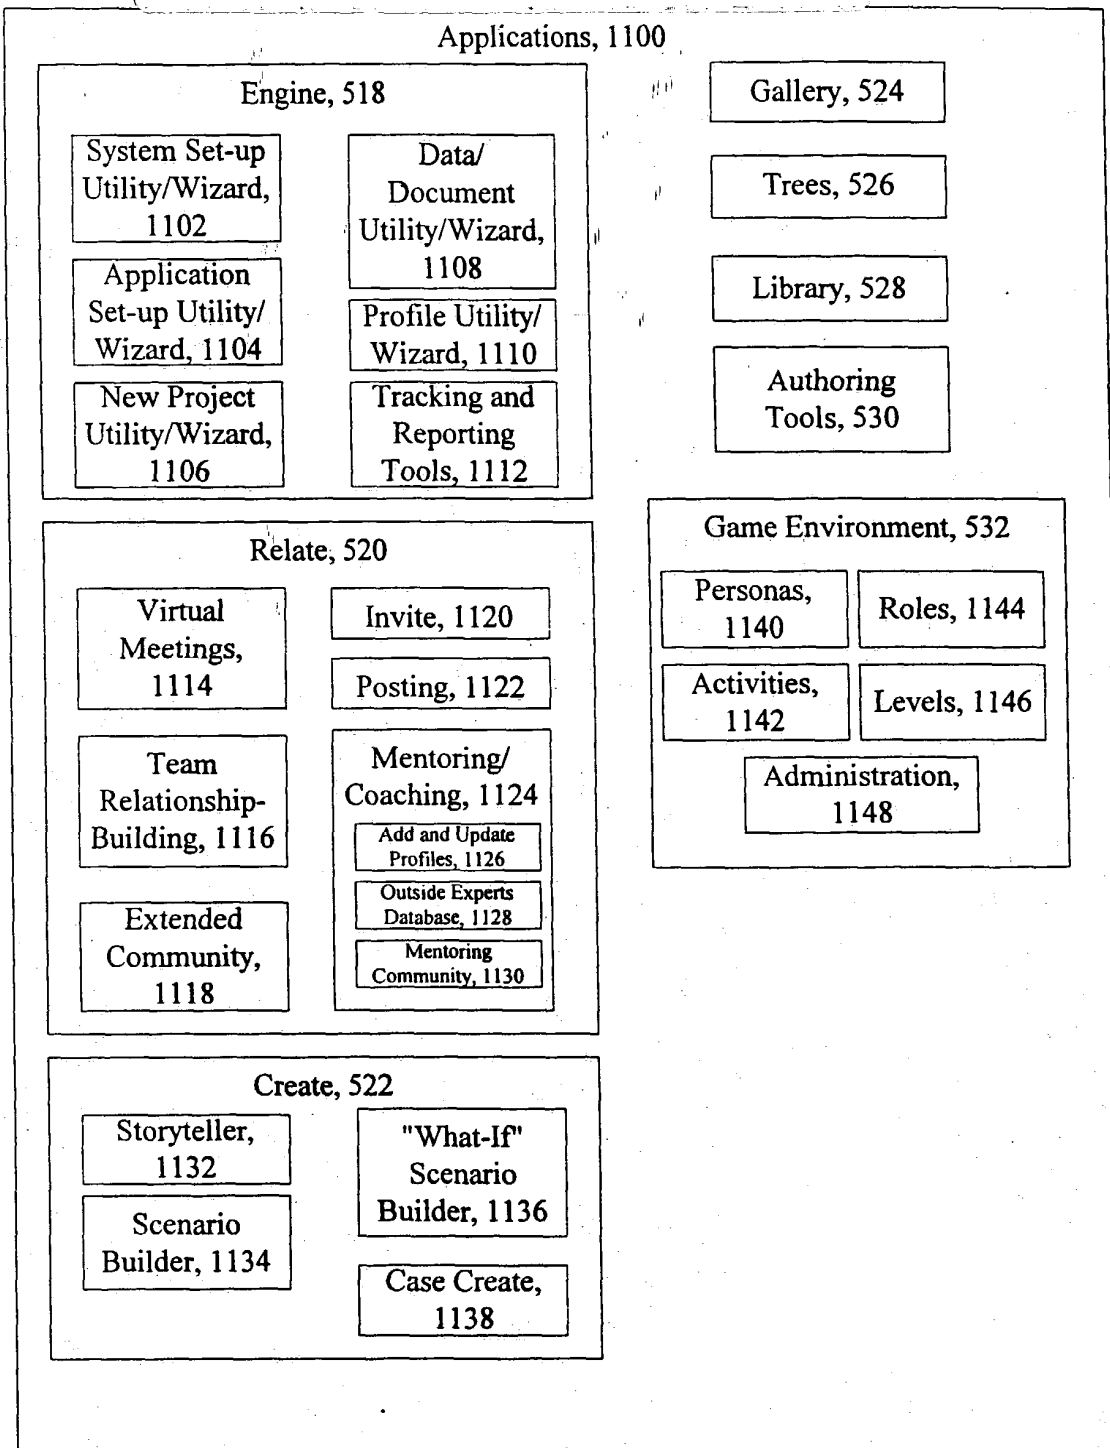 Applications, 1100
Engine, 518
System Set-up
Utility/Wizard,
1102
Application
Set-up Utility/
Wizard, 1104
New Project
Utility/Wizard,
1106
Data/
Document
Utility/Wizard,
1108
Profile Utility/
Wizard, 1110
Tracking and
Reporting
Tools, 1112
Relate, 520
Virtual
Meetings,
1114
Team
Relationship-
Building, 1116
Extended
Community,
1118
Invite, 1120
Posting, 1122
Mentoring/
Coaching, 1124
Add and Update
Profiles, 1126
Outside Experts
Database, 1128
Mentoring
Community, 1130
Create, 522
Storyteller,
1132
Scenario
Builder, 1134
"What-If"
Scenario
Builder, 1136
Case Create,
1138
Gallery, 524
Trees, 526
Library, 528
Authoring
Tools, 530
Game Environment, 532
Personas,
1140
Roles, 1144
Activities,
1142
Levels, 1146
Administration,
1148